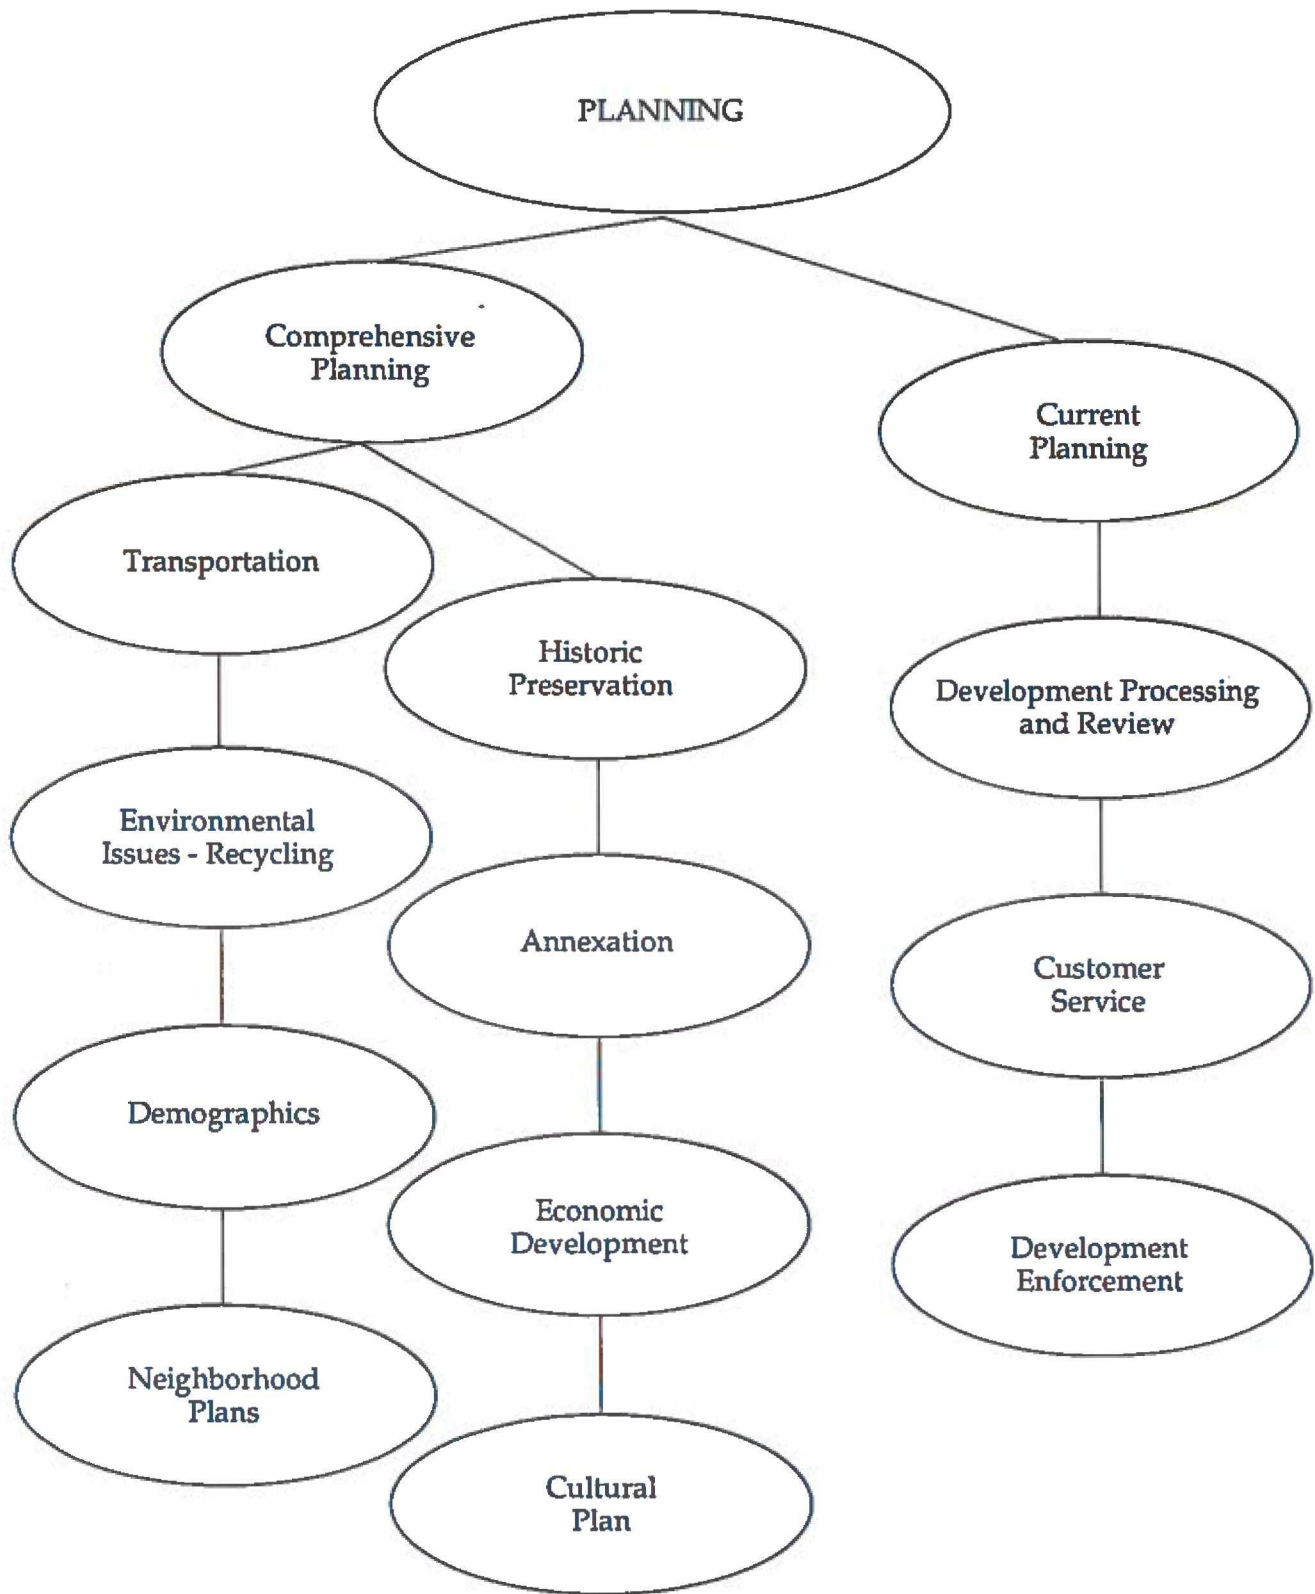 PLANNING
Comprehensive
Planning
Current
Planning
Transportation
Historic
Preservation
Development Processing
and Review
Environmental
Issues - Recycling
Annexation
Customer
Service
Demographics
Economic
Development
Development
Enforcement
Neighborhood
Plans
Cultural
Plan